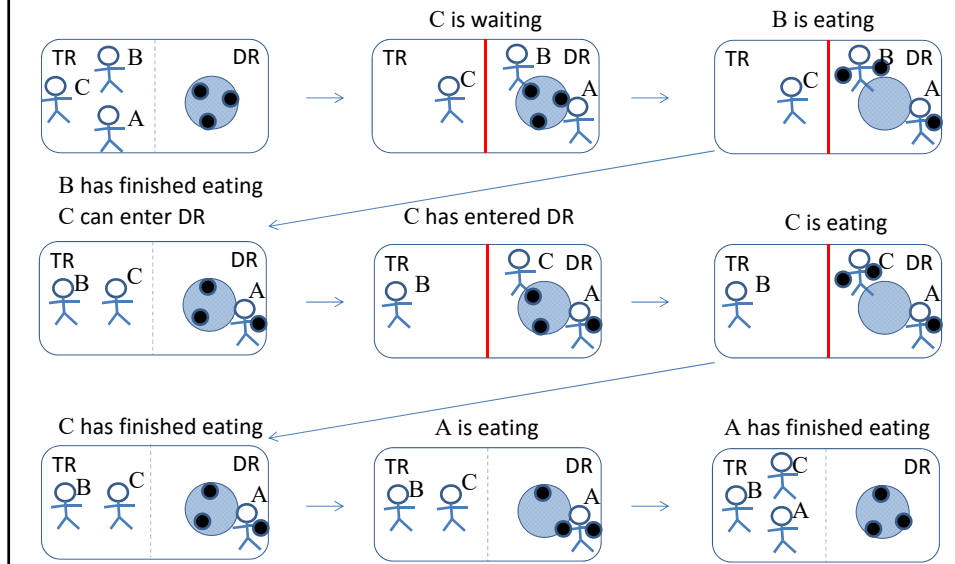 C is waiting
B is eating
TR
B
DR
C
A
TR
B
DR
C
A
TR
B
DR
C
A
B has finished eating
C can enter DR
C has entered DR
C is eating
TR
DR
B
C
A
TR
C
DR
B
A
TR
C
DR
B
A
C has finished eating
A is eating
A has finished eating
TR
DR
B
C
A
TR
DR
B
C
A
TR
C
DR
B
A